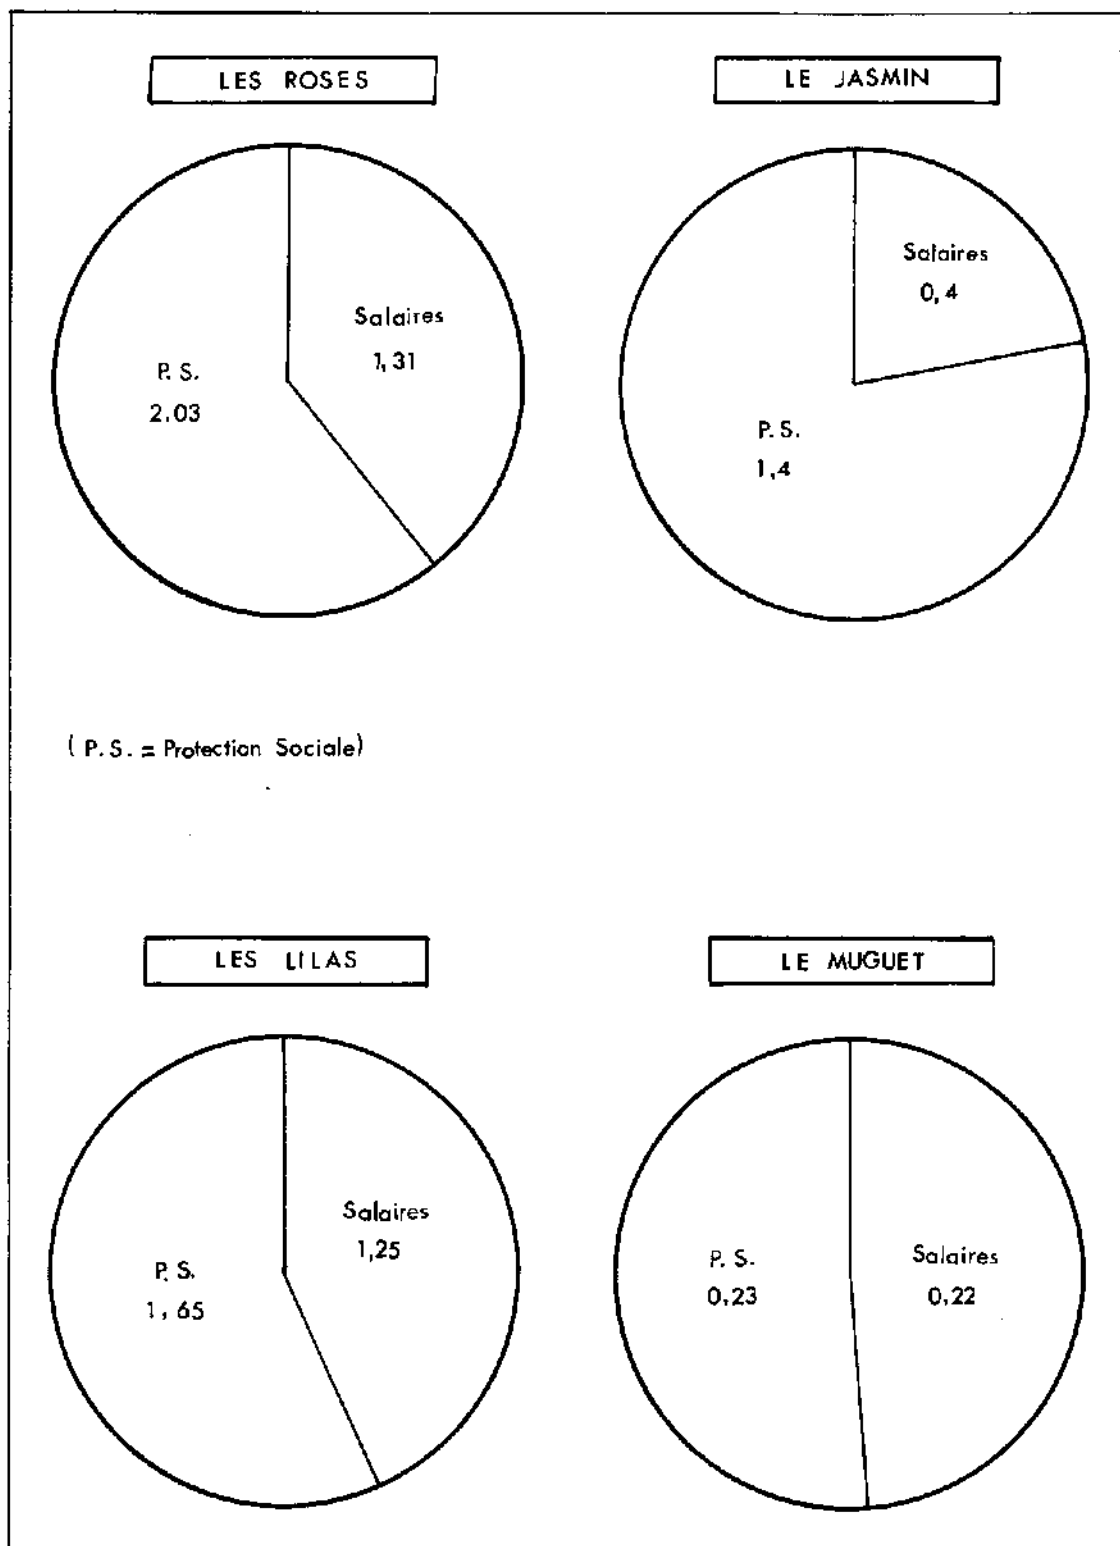 LES ROSES
Salaires
1,31
P. S.
2.03
LE JASMIN
Salaires
0,4
P. S.
1,4
( P. S. = Protection Sociale)
LES LILAS
Salaires
1,25
P. S.
1,65
LE MUGUET
P. S.
0,23
Salaires
0,22